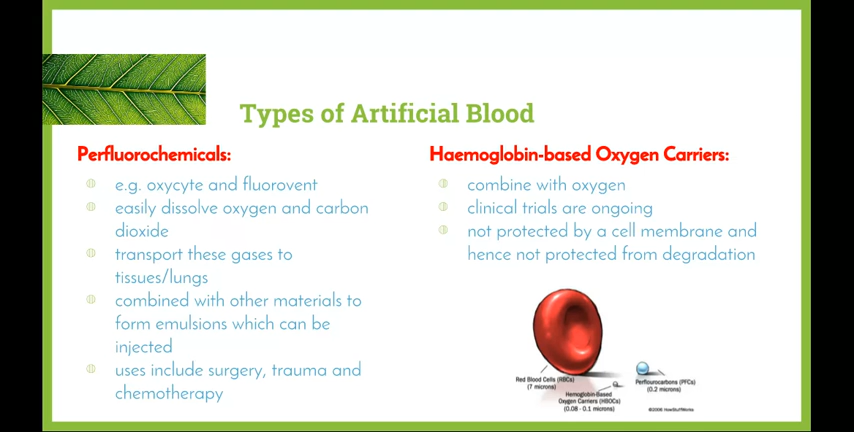 Types of Artificial Blood
Perfluorochemicals:
e.g. oxycyte and fluorovent
easily dissolve oxygen and carbon
dioxide
transport these gases to
tissues/lungs
combined with other materials to
form emulsions which can be
injected
uses include surgery, trauma and
chemotherapy
Haemoglobin-based Oxygen Carriers:
combine with oxygen
clinical trials are ongoing
not protected by a cell membrane and
hence not protected from degradation
Red Blood Cells (RBCs)
(7 microns)
Hemoglobin-Based
Oxygen Carriers (HBOCs)
(0.08 - 0.1 microns)
Perflourocarbons (PFCs)
(0.2 microns)
©2006 HowStuffWorks